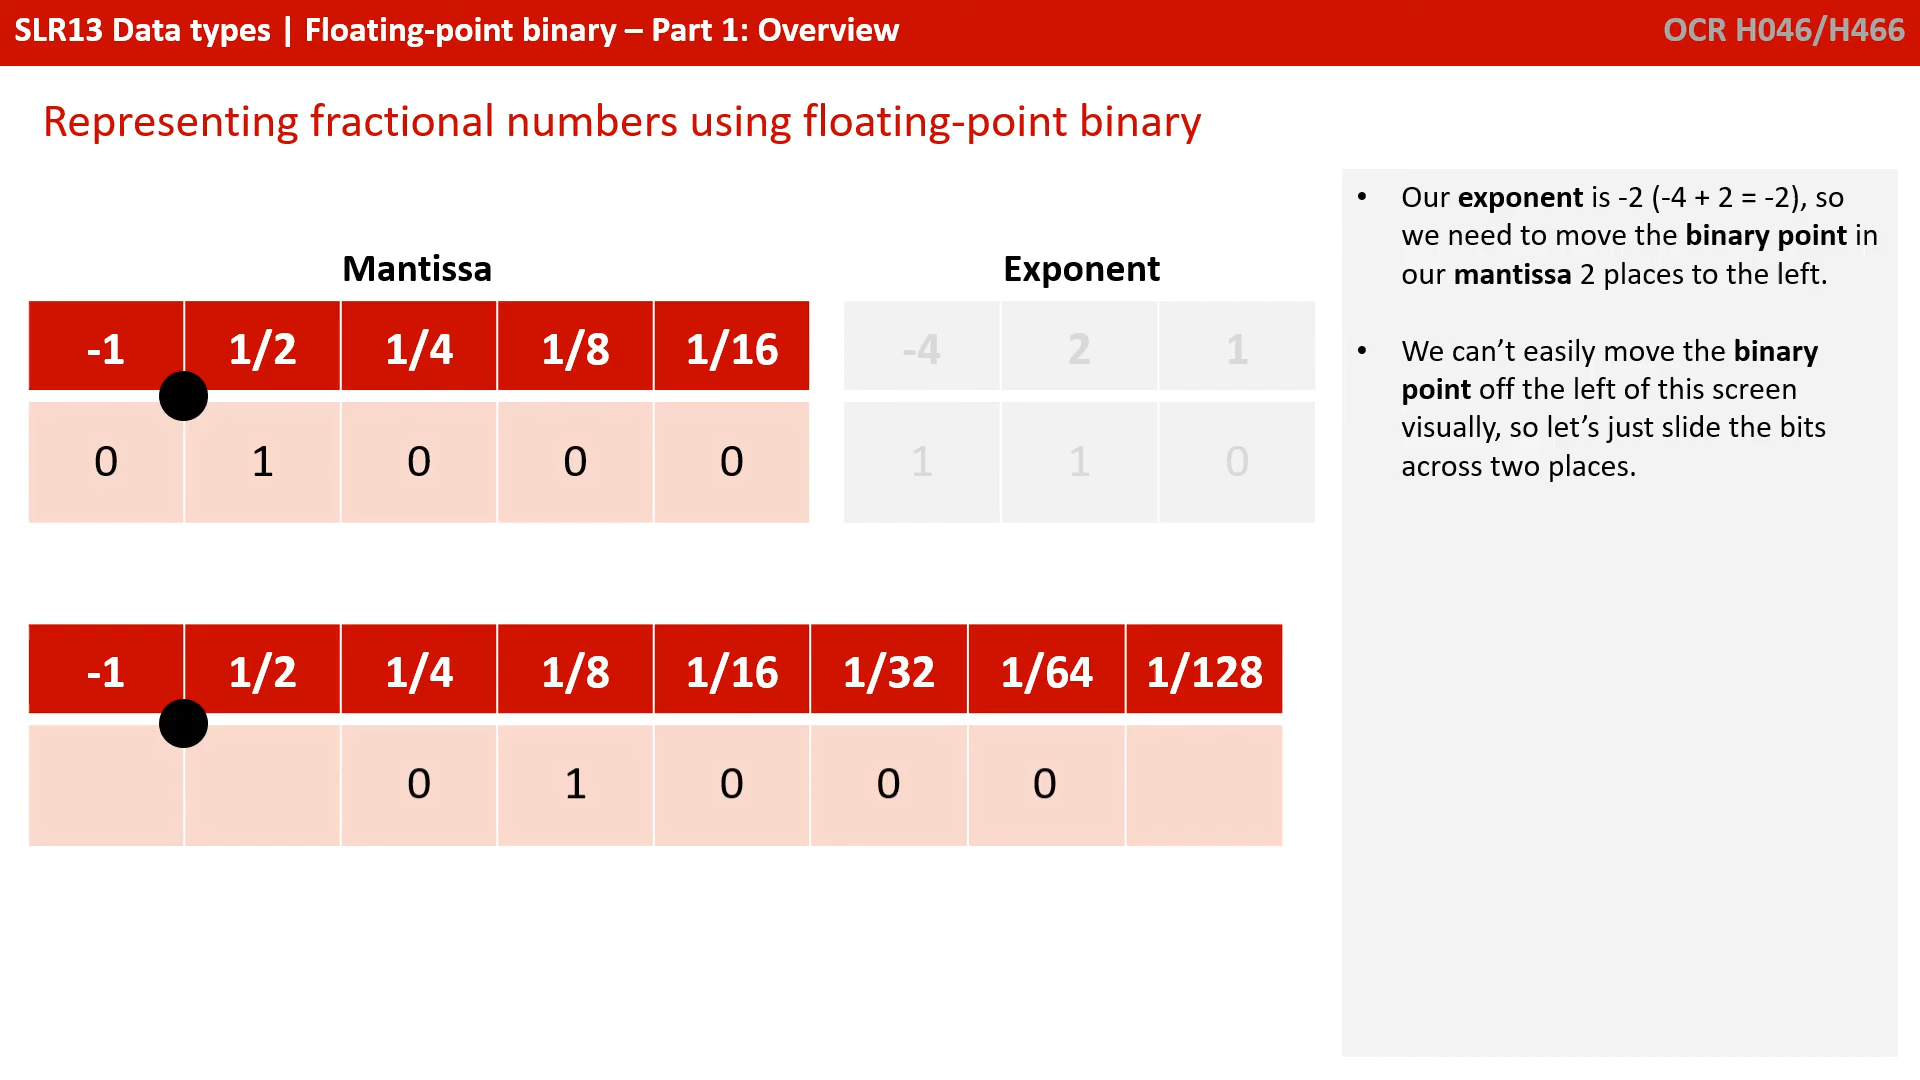 SLR13 Data types | Floating-point binary – Part 1: Overview
OCR H046/H466
Representing fractional numbers using floating-point binary
Mantissa
Exponent
-1 1/2 1/4 1/8 1/16
-4 2 1
0 1 0 0 0
1 1 0
-1 1/2 1/4 1/8 1/16 1/32 1/64 1/128
0 1 0 0 0
• Our exponent is -2 (-4 + 2 = -2), so
we need to move the binary point in
our mantissa 2 places to the left.
• We can’t easily move the binary
point off the left of this screen
visually, so let’s just slide the bits
across two places.